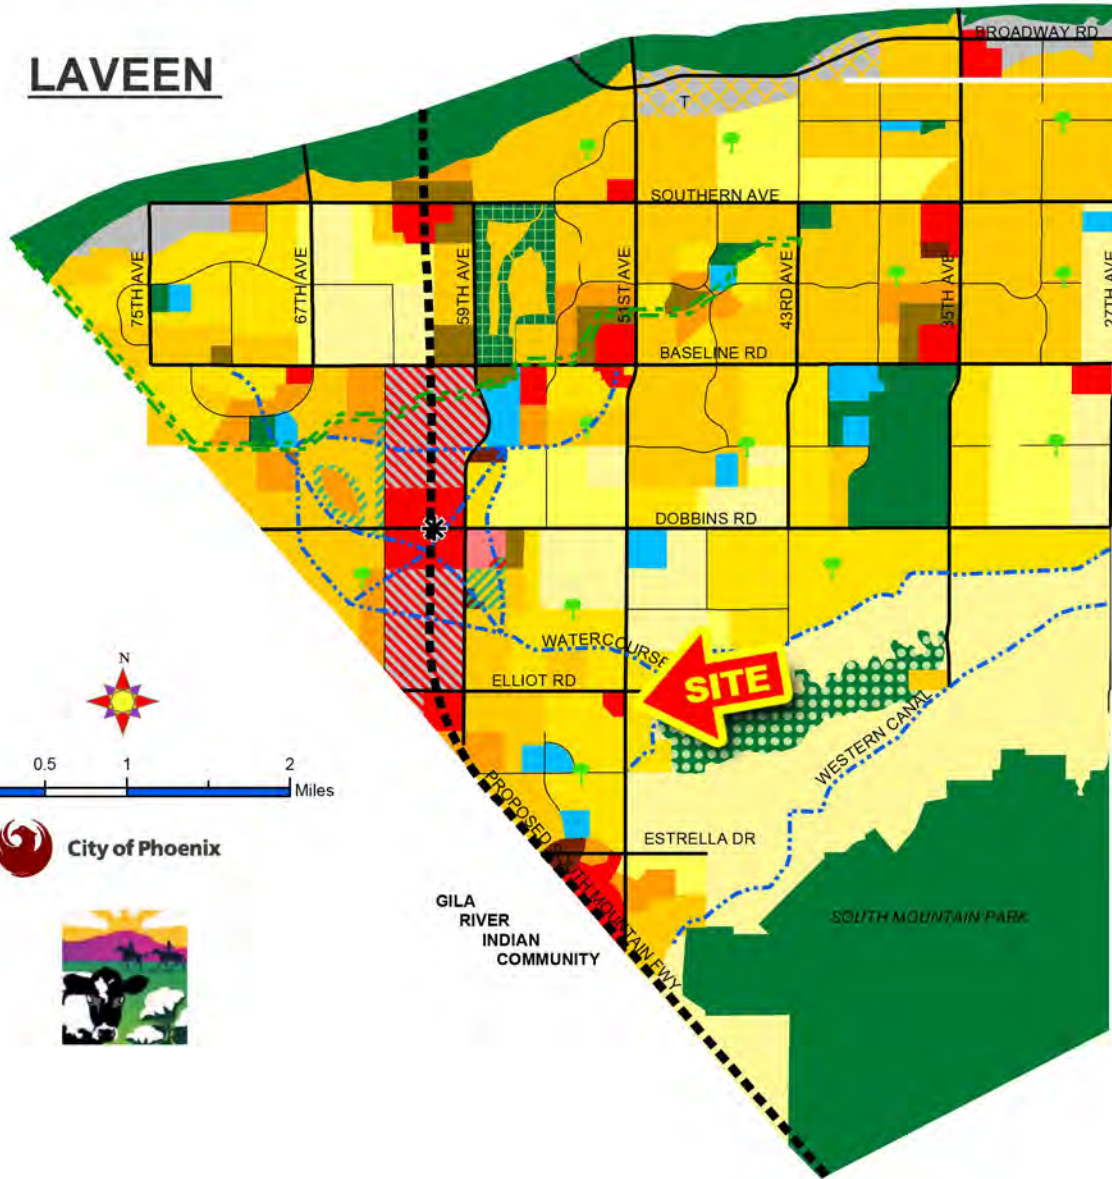 LAVEEN
BROADWAY RD
T
SOUTHERN AVE
75TH AVE
67TH AVE
59TH AVE
51ST AVE
43RD AVE
35TH AVE
27TH AVE
BASELINE RD
DOBBINS RD
WATERCOURSE
SITE
ELLIOT RD
WESTERN CANAL
N
0.5 1 2
Miles
City of Phoenix
PROPOSED SOUTH MOUNTAIN FWY
ESTRELLA DR
GILA
RIVER
INDIAN
COMMUNITY
SOUTH MOUNTAIN PARK